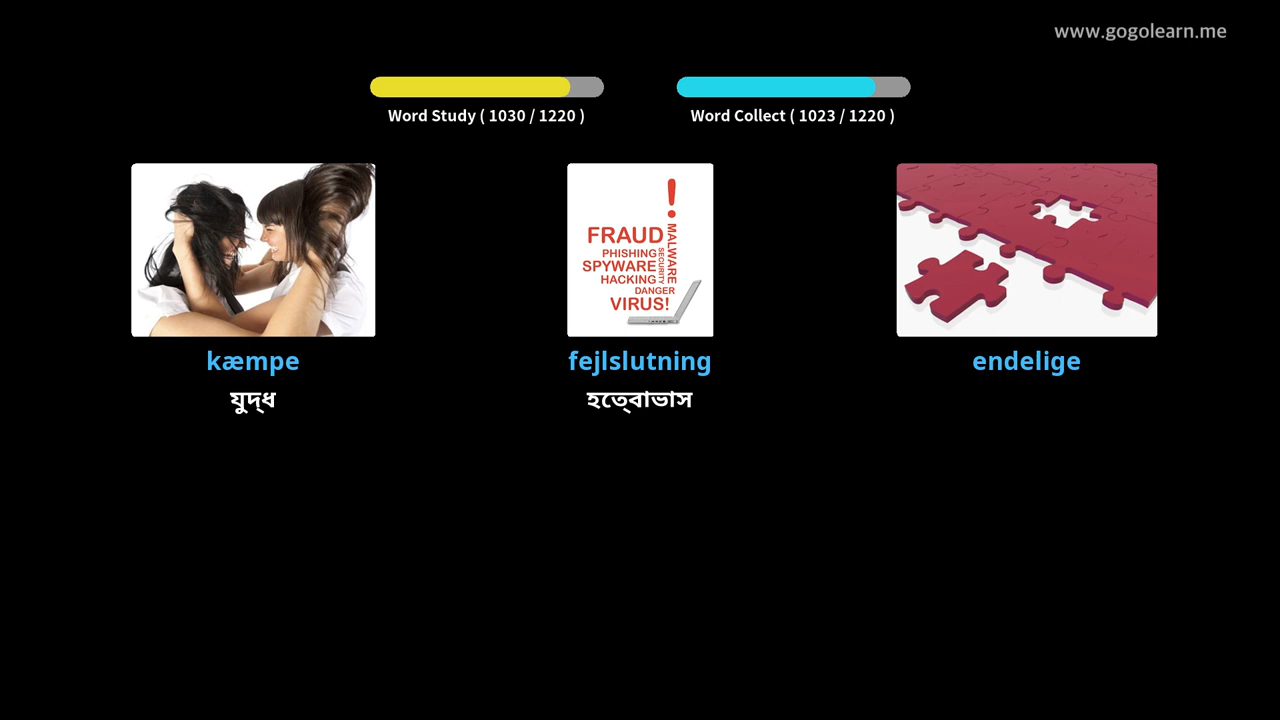 www.gogolearn.me
Word Study ( 1030 / 1220 )
Word Collect ( 1023 / 1220 )
FRAUD
PHISHING
SPYWARE
HACKING
DANGER
VIRUS!
SECURITY
MALWARE
!
kæmpe
fejlslutning
endelige
যুদ্ধ
হেত্বাভাস